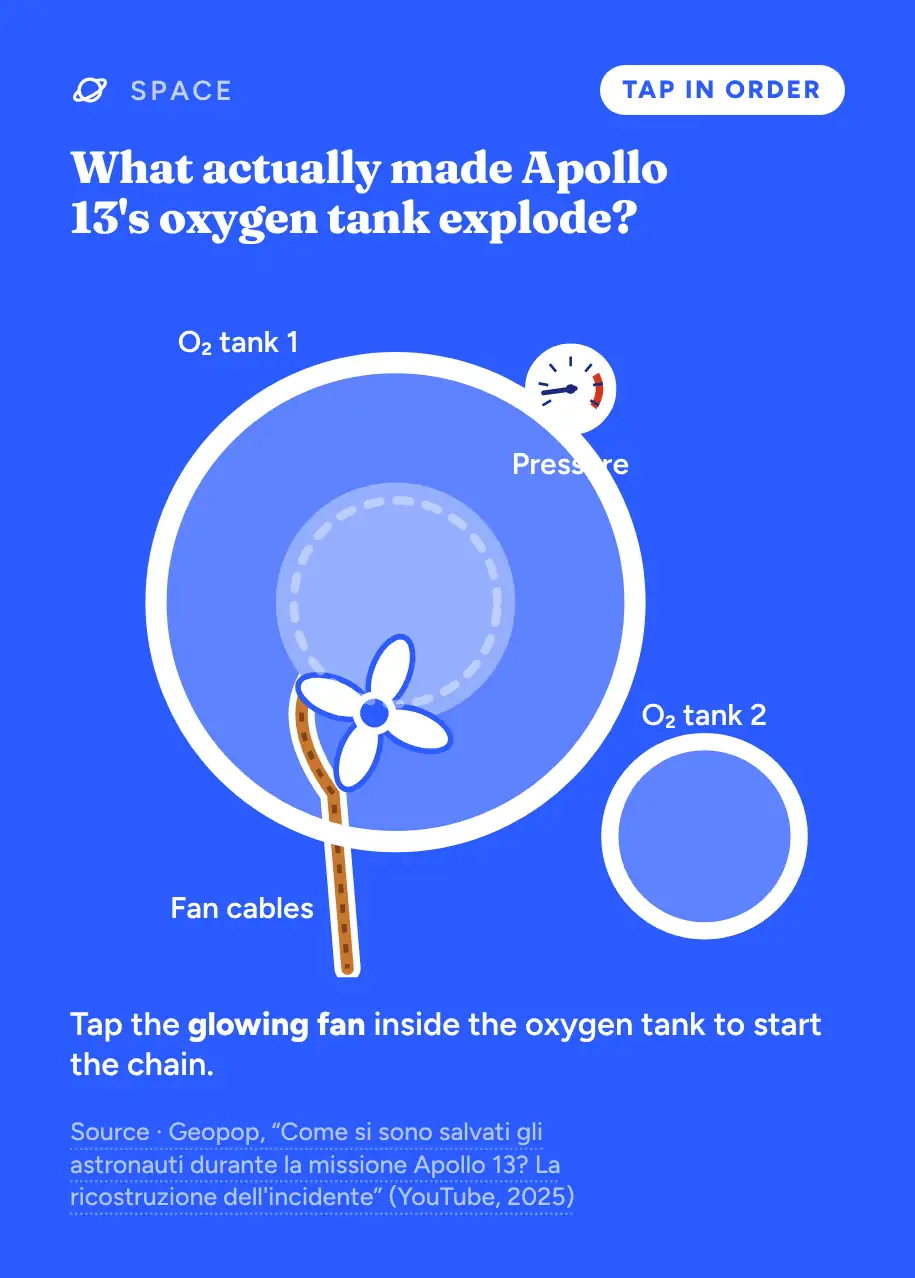 SPACE
TAP IN ORDER
What actually made Apollo
13's oxygen tank explode?
O₂ tank 1
Pressure
O₂ tank 2
Fan cables
Tap the glowing fan inside the oxygen tank to start
the chain.
Source · Geopop, “Come si sono salvati gli
astronauti durante la missione Apollo 13? La
ricostruzione dell'incidente” (YouTube, 2025)